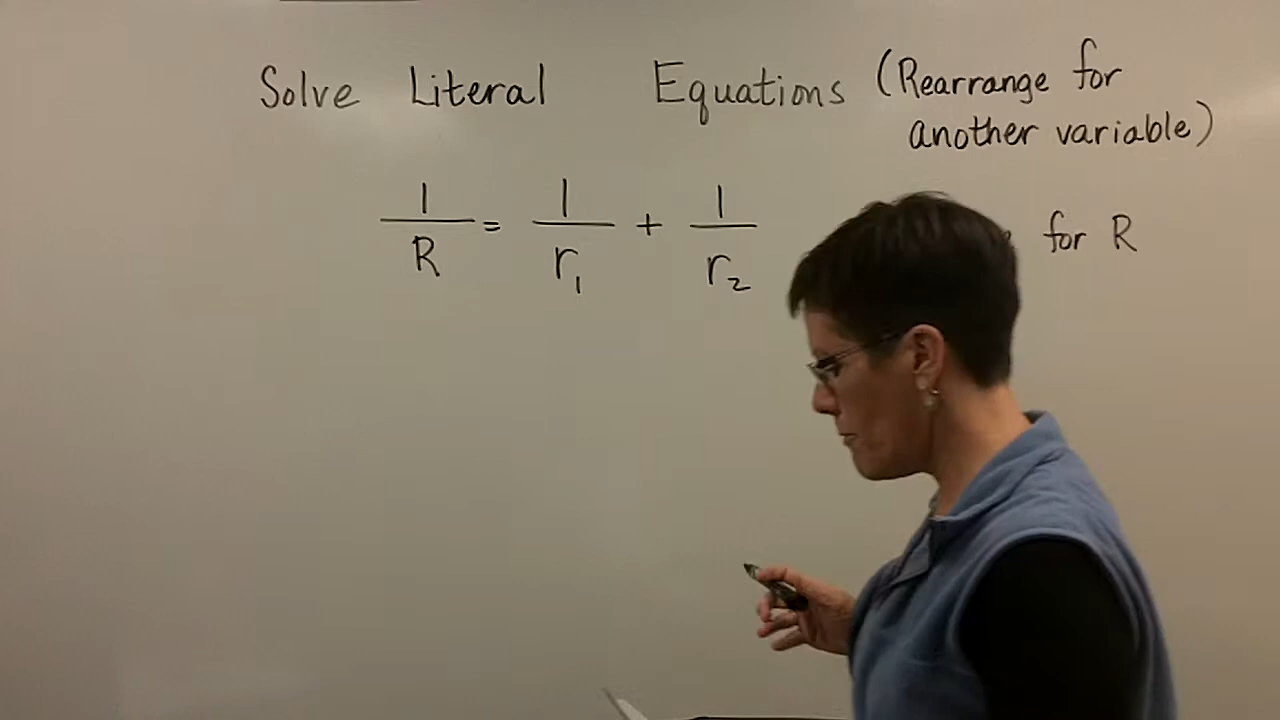 Solve Literal Equations (Rearrange for
another variable)
1/R = 1/r₁ + 1/r₂ for R